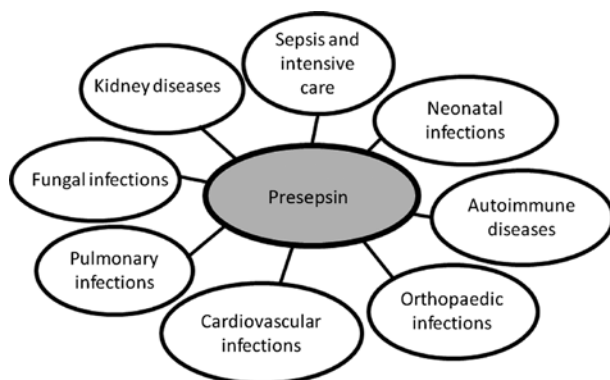 Sepsis and
intensive
care
Kidney diseases
Neonatal
infections
Fungal infections
Presepsin
Autoimmune
diseases
Pulmonary
infections
Orthopaedic
infections
Cardiovascular
infections